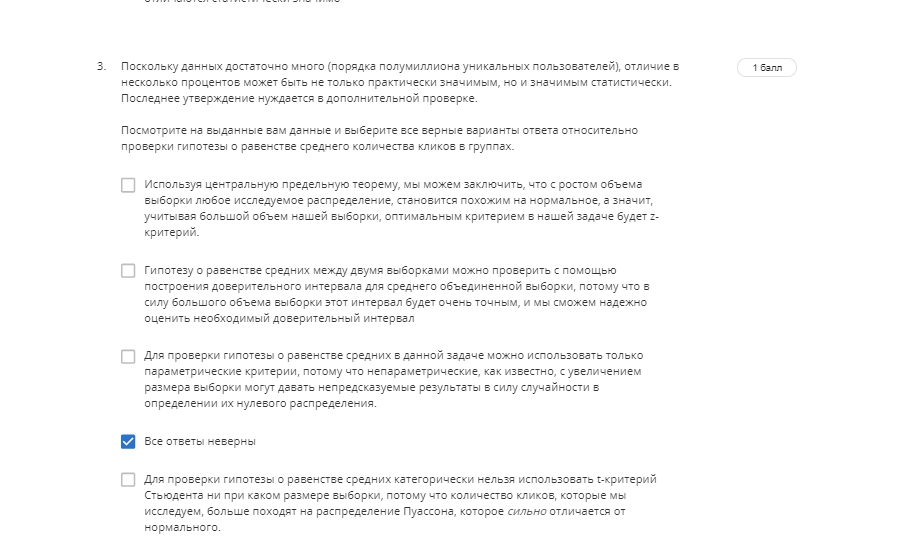 отличаются статистически значимо
3. Поскольку данных достаточно много (порядка полумиллиона уникальных пользователей), отличие в
1 балл
несколько процентов может быть не только практически значимым, но и значимым статистически.
Последнее утверждение нуждается в дополнительной проверке.
Посмотрите на выданные вам данные и выберите все верные варианты ответа относительно
проверки гипотезы о равенстве среднего количества кликов в группах.
Используя центральную предельную теорему, мы можем заключить, что с ростом объема
выборки любое исследуемое распределение, становится похожим на нормальное, а значит,
учитывая большой объем нашей выборки, оптимальным критерием в нашей задаче будет z-
критерий.
Гипотезу о равенстве средних между двумя выборками можно проверить с помощью
построения доверительного интервала для среднего объединенной выборки, потому что в
силу большого объема выборки этот интервал будет очень точным, и мы сможем надежно
оценить необходимый доверительный интервал
Для проверки гипотезы о равенстве средних в данной задаче можно использовать только
параметрические критерии, потому что непараметрические, как известно, с увеличением
размера выборки могут давать непредсказуемые результаты в силу случайности в
определении их нулевого распределения.
Все ответы неверны
Для проверки гипотезы о равенстве средних категорически нельзя использовать t-критерий
Стьюдента ни при каком размере выборки, потому что количество кликов, которые мы
исследуем, больше походят на распределение Пуассона, которое сильно отличается от
нормального.